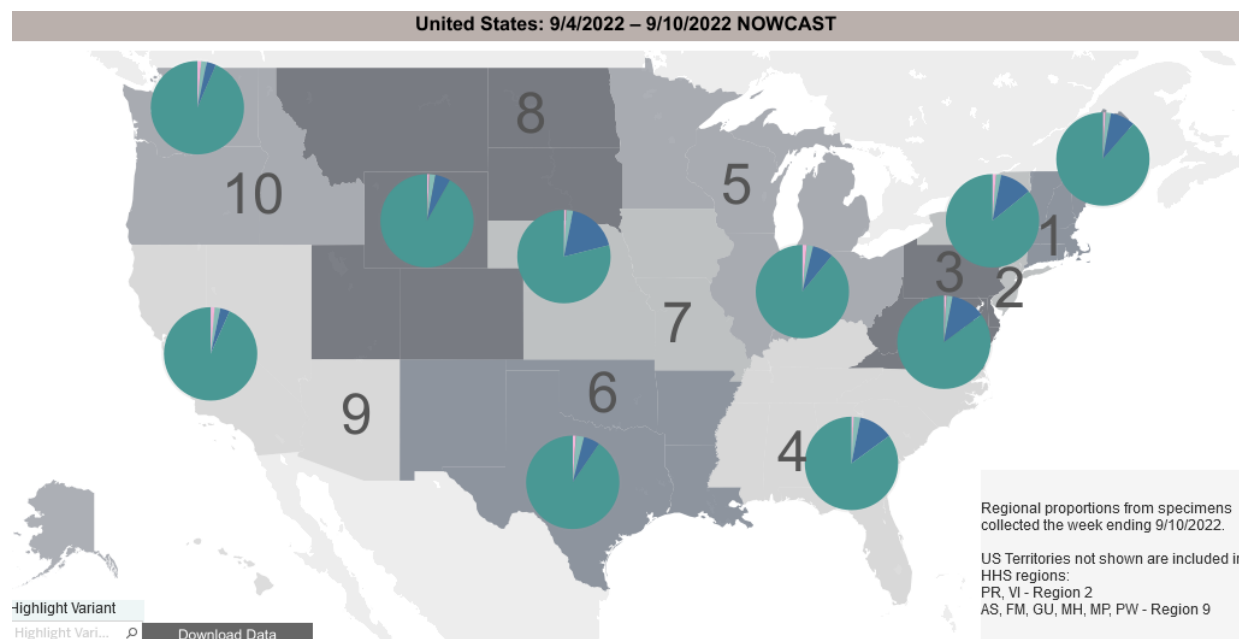 United States: 9/4/2022 – 9/10/2022 NOWCAST
8
10
5
1
3
2
7
6
9
4
Regional proportions from specimens
collected the week ending 9/10/2022.
US Territories not shown are included in
HHS regions:
PR, VI - Region 2
AS, FM, GU, MH, MP, PW - Region 9
Highlight Variant
Highlight Vari...
Download Data